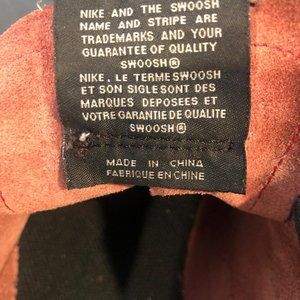 NIKE AND THE SWOOSH
NAME AND STRIPE ARE
TRADEMARKS AND YOUR
GUARANTEE OF QUALITY
SWOOSH®
NIKE, LE TERME SWOOSH
ET SON SIGLE SONT DES
MARQUES DEPOSEES ET
VOTRE GARANTIE DE QUALITE
SWOOSH®
MADE IN CHINA
FABRIQUE EN CHINE